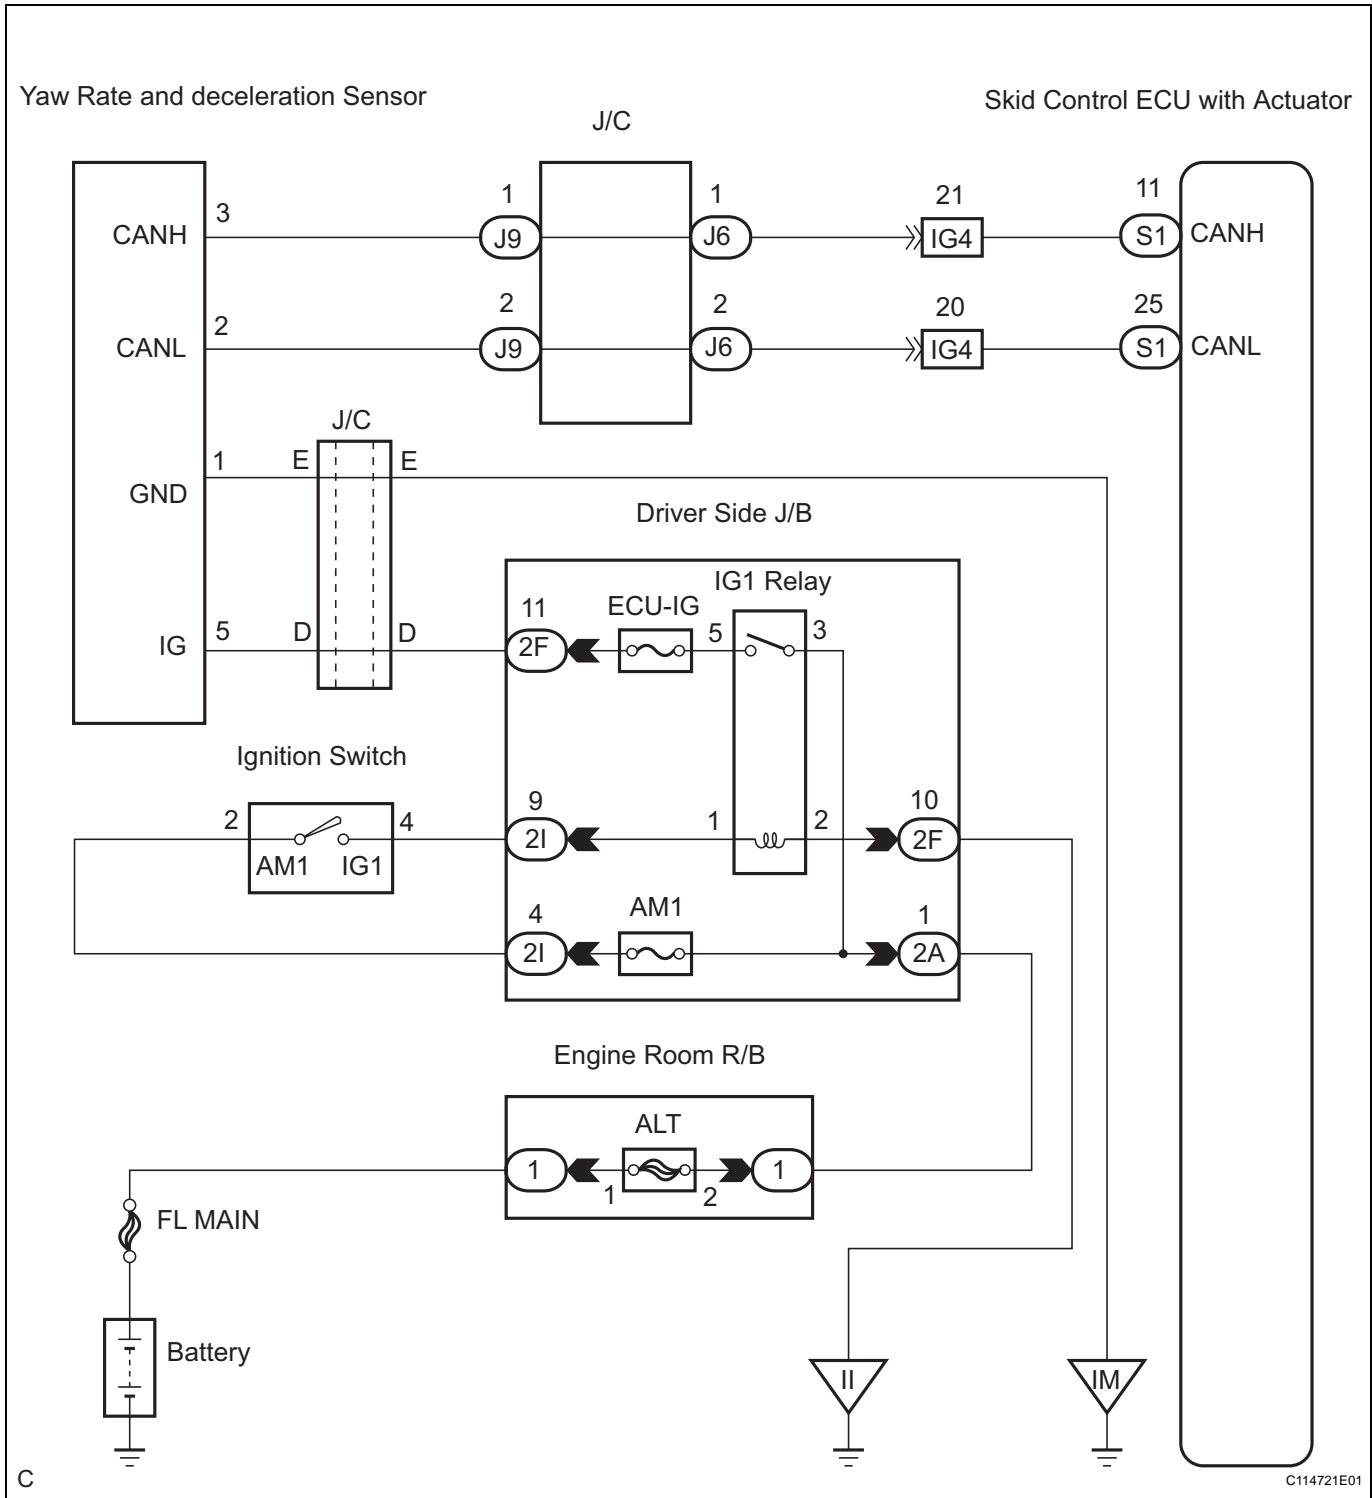 Yaw Rate and deceleration Sensor
Skid Control ECU with Actuator
J/C
3
1
1
21
11
CANH
J9
J6
IG4
S1
CANH
2
2
2
20
25
CANL
J9
J6
IG4
S1
CANL
J/C
1
E
E
GND
Driver Side J/B
IG1 Relay
11
ECU-IG
5
3
IG
5
D
D
2F
Ignition Switch
2
4
9
1
2
10
AM1
IG1
2I
2F
4
AM1
1
2I
2A
Engine Room R/B
ALT
1
1
1
2
FL MAIN
Battery
II
IM
C
C114721E01